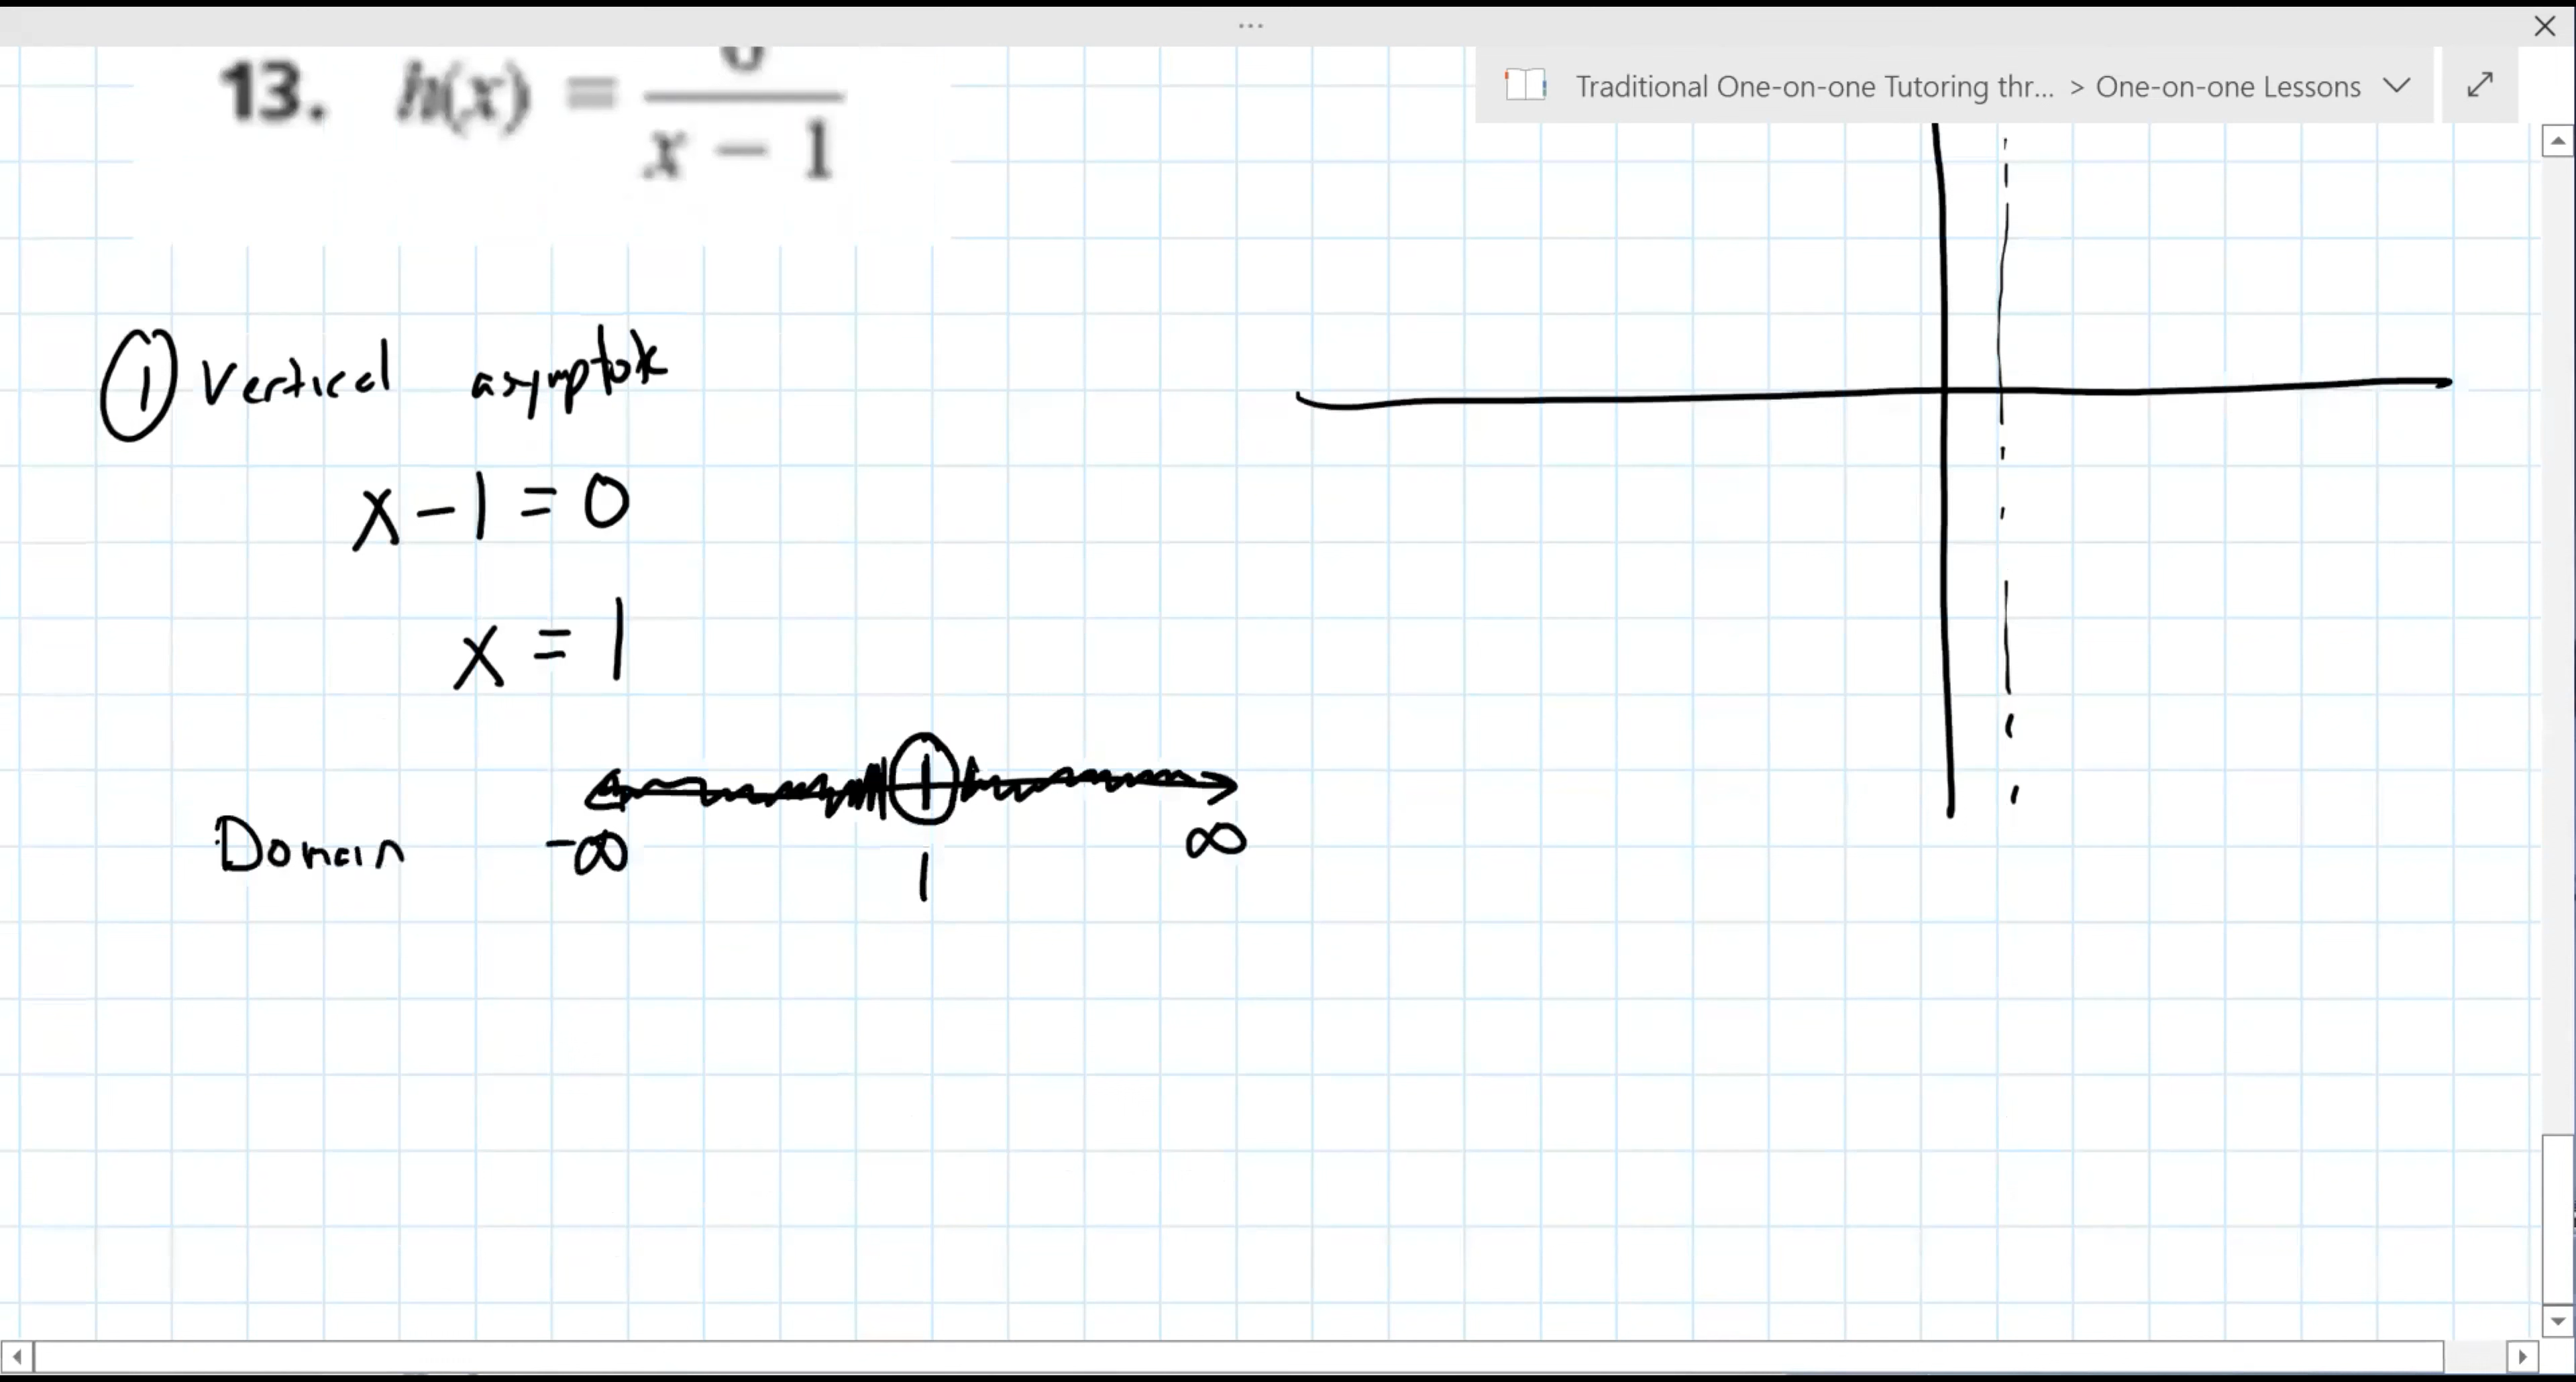 Traditional One-on-one Tutoring thr... > One-on-one Lessons
13. h(x) =
x − 1
① Vertical asymptote
x - 1 = 0
x = 1
Domain -∞ 1 ∞